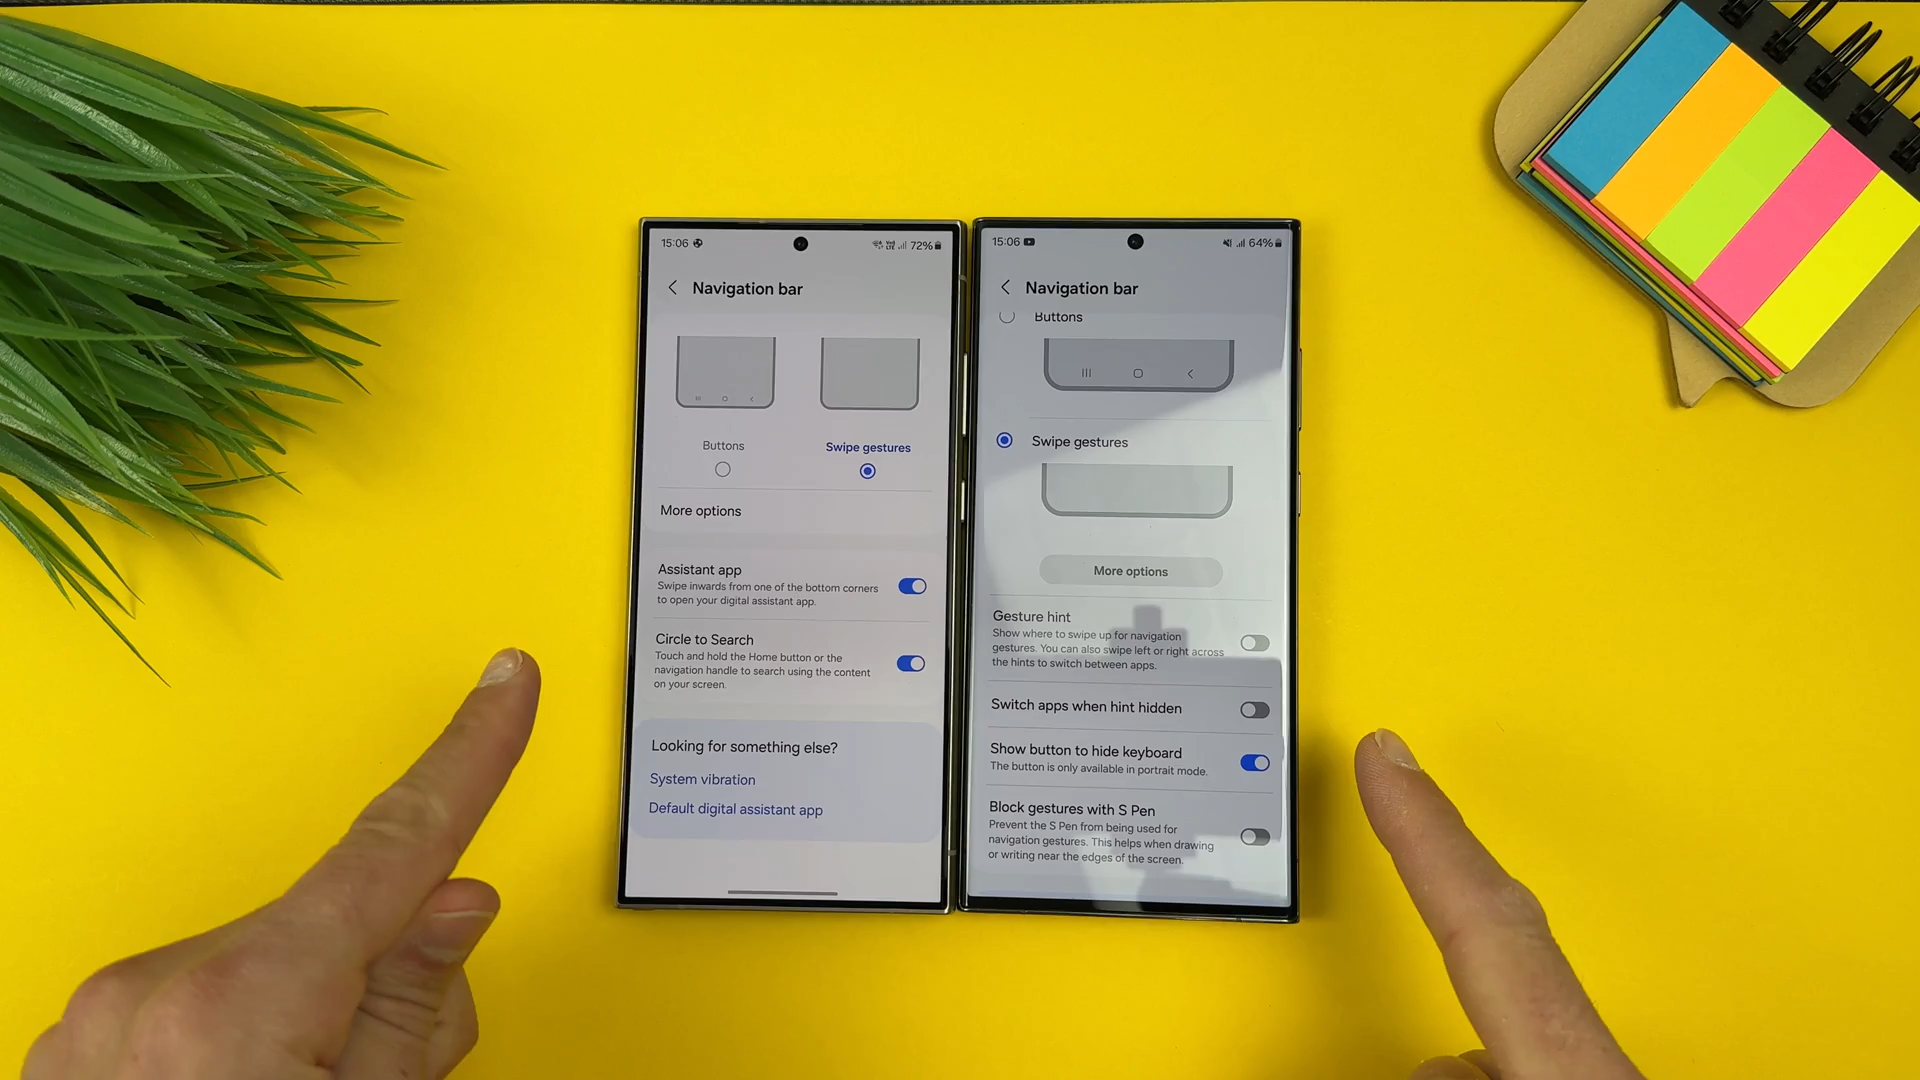 15:06
72%
Navigation bar
Buttons
Swipe gestures
More options
Assistant app
Swipe inwards from one of the bottom corners
to open your digital assistant app.
Circle to Search
Touch and hold the Home button or the
navigation handle to search using the content
on your screen.
Looking for something else?
System vibration
Default digital assistant app
15:06
64%
Navigation bar
Buttons
Swipe gestures
More options
Gesture hint
Show where to swipe up for navigation
gestures. You can also swipe left or right across
the hints to switch between apps.
Switch apps when hint hidden
Show button to hide keyboard
The button is only available in portrait mode.
Block gestures with S Pen
Prevent the S Pen from being used for
navigation gestures. This helps when drawing
or writing near the edges of the screen.